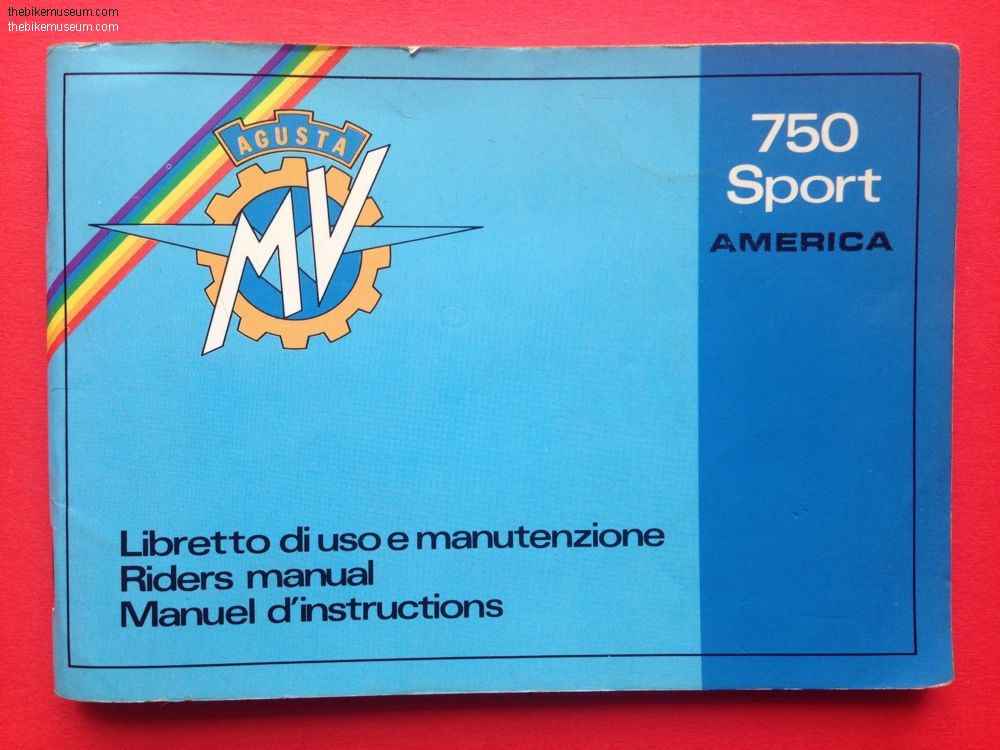 thebikemuseum.com
thebikemuseum.com
AGUSTA
MV
750
Sport
AMERICA
Libretto di uso e manutenzione
Riders manual
Manuel d'instructions